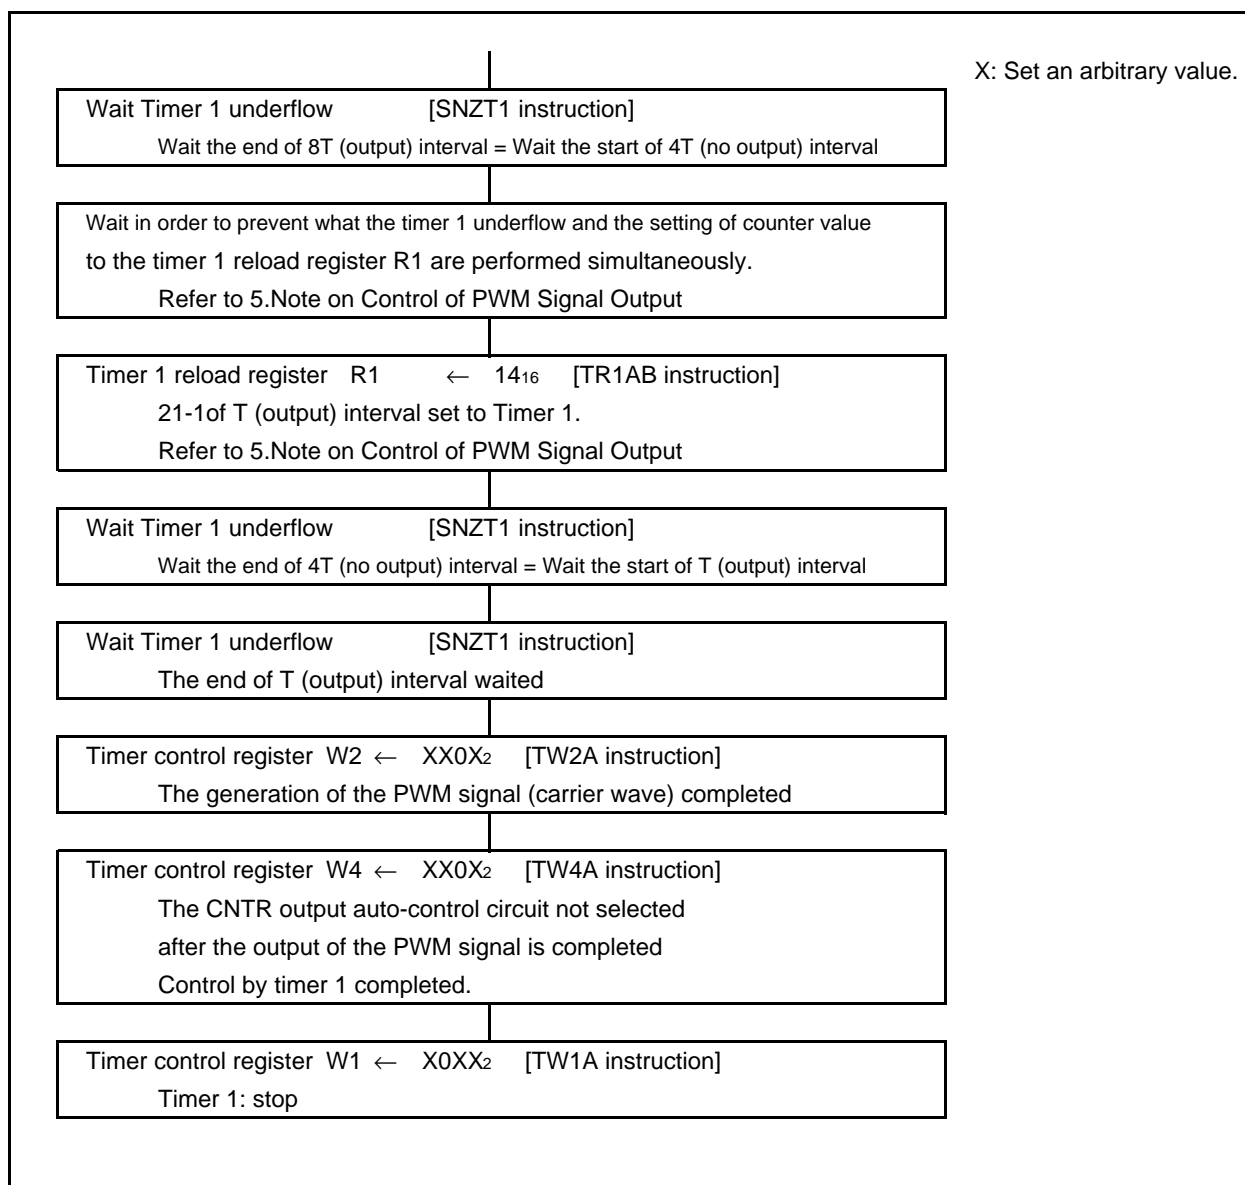 X: Set an arbitrary value.
Wait Timer 1 underflow [SNZT1 instruction]
Wait the end of 8T (output) interval = Wait the start of 4T (no output) interval
Wait in order to prevent what the timer 1 underflow and the setting of counter value
to the timer 1 reload register R1 are performed simultaneously.
Refer to 5.Note on Control of PWM Signal Output
Timer 1 reload register R1 ← 14₁₆ [TR1AB instruction]
21-1of T (output) interval set to Timer 1.
Refer to 5.Note on Control of PWM Signal Output
Wait Timer 1 underflow [SNZT1 instruction]
Wait the end of 4T (no output) interval = Wait the start of T (output) interval
Wait Timer 1 underflow [SNZT1 instruction]
The end of T (output) interval waited
Timer control register W2 ← XX0X₂ [TW2A instruction]
The generation of the PWM signal (carrier wave) completed
Timer control register W4 ← XX0X₂ [TW4A instruction]
The CNTR output auto-control circuit not selected
after the output of the PWM signal is completed
Control by timer 1 completed.
Timer control register W1 ← X0XX₂ [TW1A instruction]
Timer 1: stop